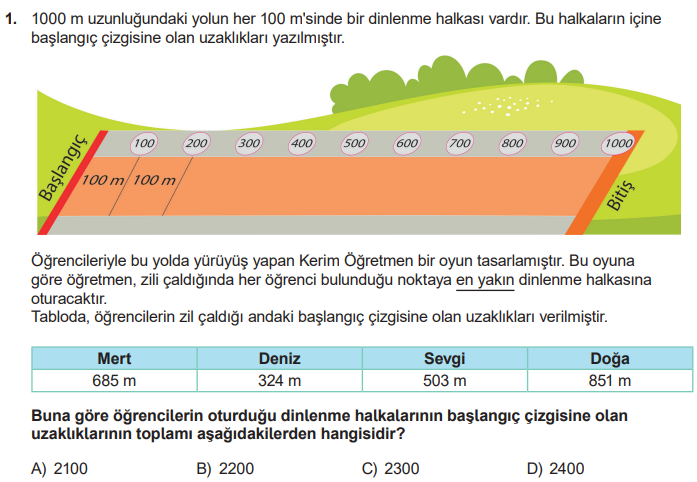 1. 1000 m uzunluğundaki yolun her 100 m'sinde bir dinlenme halkası vardır. Bu halkaların içine
başlangıç çizgisine olan uzaklıkları yazılmıştır.
100 200 300 400 500 600 700 800 900 1000
Başlangıç
100 m 100 m
Bitiş
Öğrencileriyle bu yolda yürüyüş yapan Kerim Öğretmen bir oyun tasarlamıştır. Bu oyuna
göre öğretmen, zili çaldığında her öğrenci bulunduğu noktaya en yakın dinlenme halkasına
oturacaktır.
Tabloda, öğrencilerin zil çaldığı andaki başlangıç çizgisine olan uzaklıkları verilmiştir.
Mert Deniz Sevgi Doğa
685 m 324 m 503 m 851 m
Buna göre öğrencilerin oturduğu dinlenme halkalarının başlangıç çizgisine olan
uzaklıklarının toplamı aşağıdakilerden hangisidir?
A) 2100 B) 2200 C) 2300 D) 2400